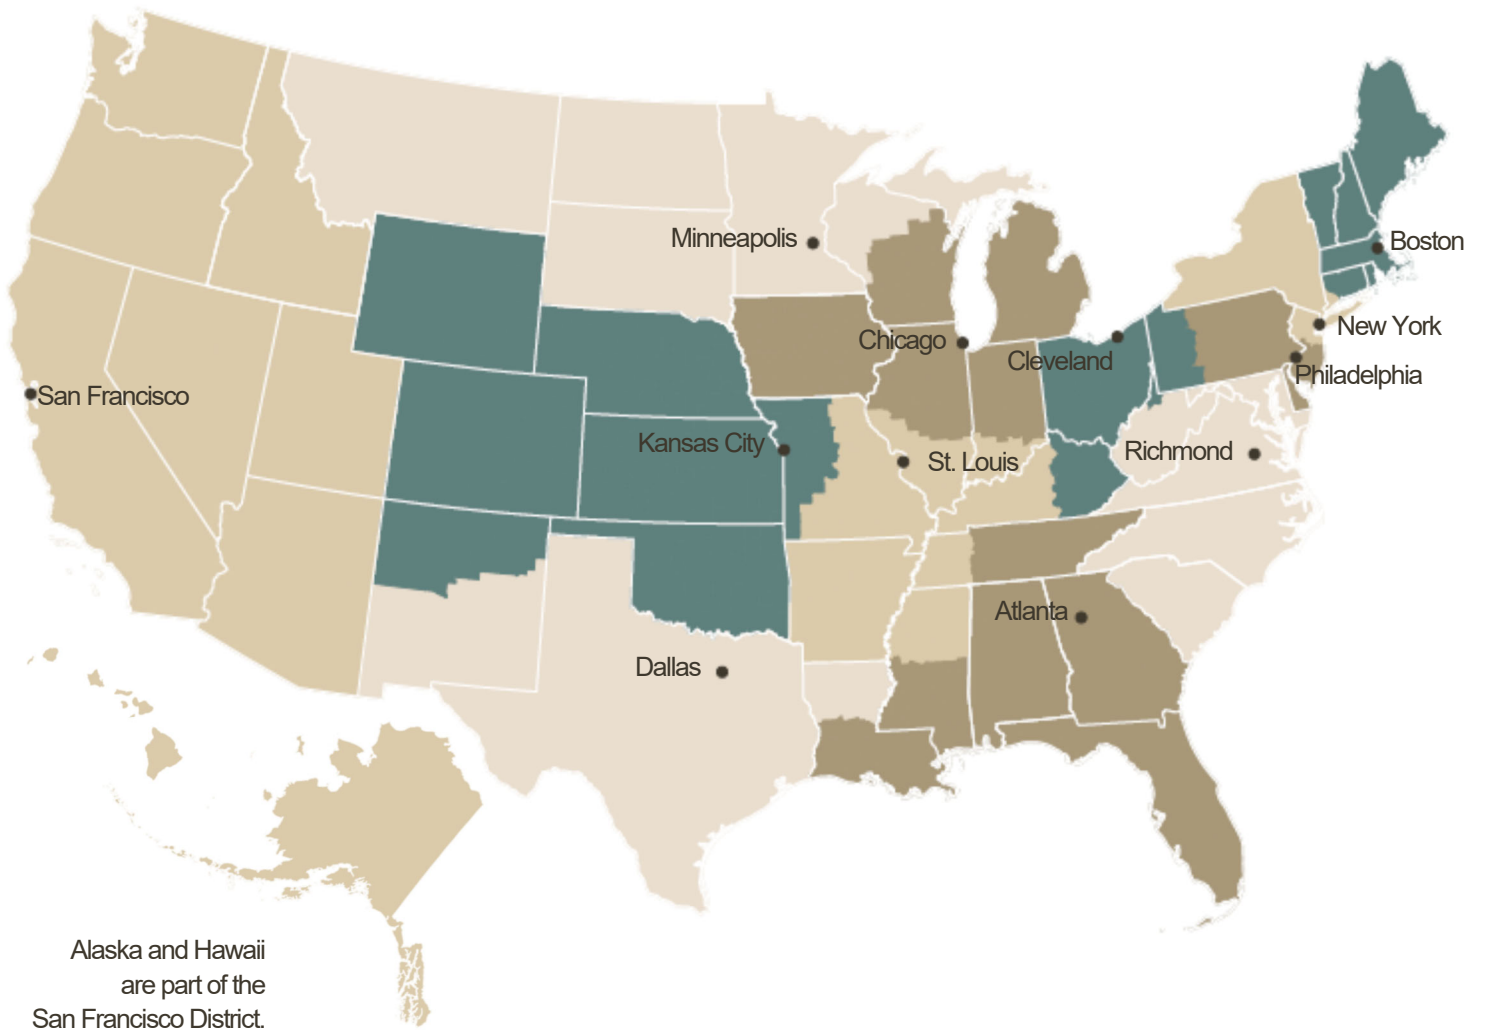 Minneapolis
Boston
New York
Chicago
Cleveland
Philadelphia
San Francisco
Kansas City
St. Louis
Richmond
Atlanta
Dallas
Alaska and Hawaii
are part of the
San Francisco District.